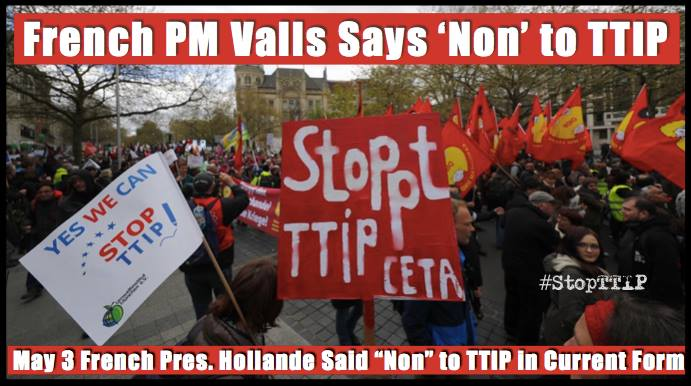 French PM Valls Says ‘Non’ to TTIP
YES WE CAN
STOP
TTIP!
Stoppt
TTIP
CETA
#StopTTIP
May 3 French Pres. Hollande Said “Non” to TTIP in Current Form